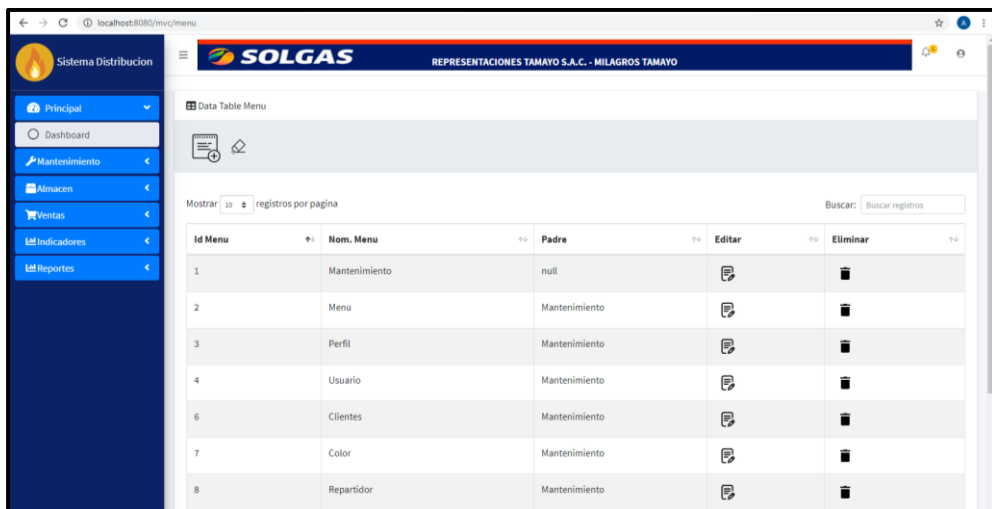 localhost:8080/mvc/menu
A
Sistema Distribucion
SOLGAS
REPRESENTACIONES TAMAYO S.A.C. - MILAGROS TAMAYO
Principal
Dashboard
Mantenimiento
Almacen
Ventas
Indicadores
Reportes
Data Table Menu
Mostrar 10 registros por pagina
Buscar: Buscar registros
Id Menu Nom. Menu Padre Editar Eliminar
1 Mantenimiento null
2 Menu Mantenimiento
3 Perfil Mantenimiento
4 Usuario Mantenimiento
6 Clientes Mantenimiento
7 Color Mantenimiento
8 Repartidor Mantenimiento